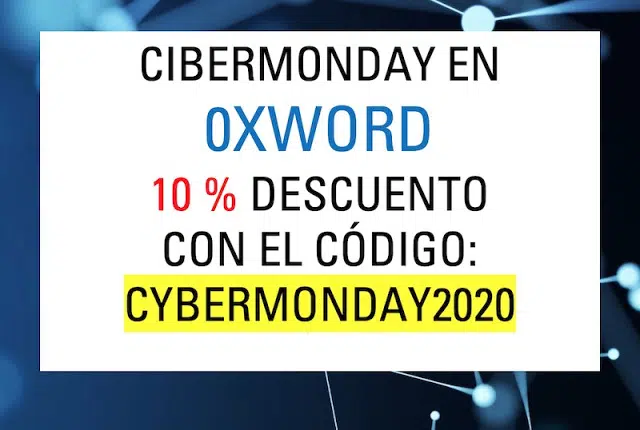 CIBERMONDAY EN
0XWORD
10 % DESCUENTO
CON EL CÓDIGO:
CYBERMONDAY2020